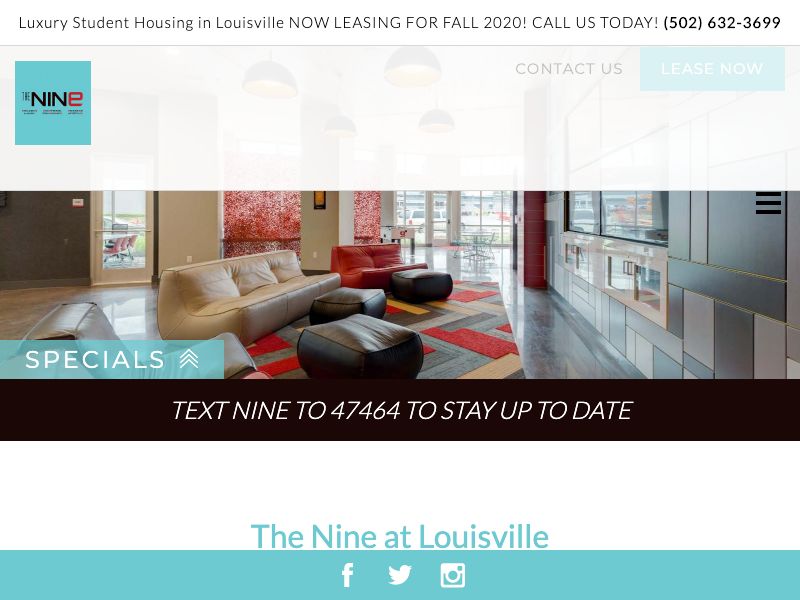 Luxury Student Housing in Louisville NOW LEASING FOR FALL 2020! CALL US TODAY! (502) 632-3699
THE NINE
CONTACT US
LEASE NOW
SPECIALS
TEXT NINE TO 47464 TO STAY UP TO DATE
The Nine at Louisville